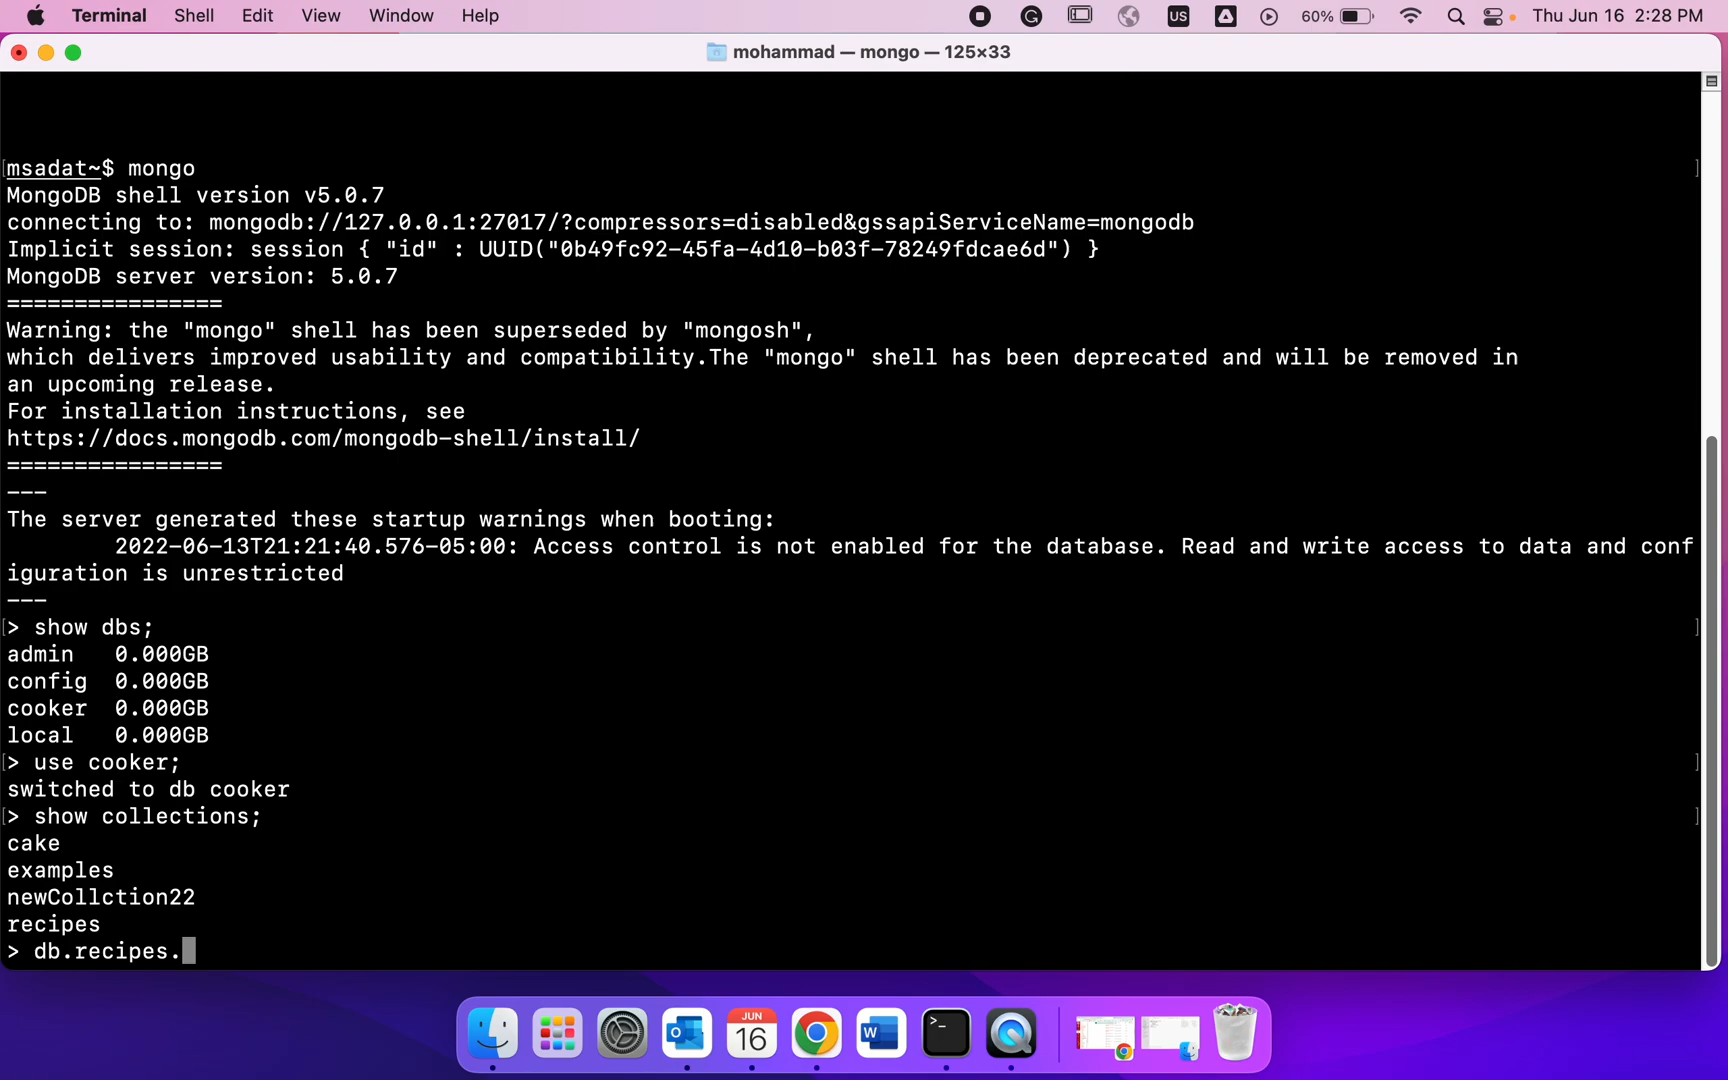 Terminal Shell Edit View Window Help US 60% Thu Jun 16 2:28 PM
mohammad — mongo — 125×33
[msadat~$ mongo ]
MongoDB shell version v5.0.7
connecting to: mongodb://127.0.0.1:27017/?compressors=disabled&gssapiServiceName=mongodb
Implicit session: session { "id" : UUID("0b49fc92-45fa-4d10-b03f-78249fdcae6d") }
MongoDB server version: 5.0.7
================
Warning: the "mongo" shell has been superseded by "mongosh",
which delivers improved usability and compatibility.The "mongo" shell has been deprecated and will be removed in
an upcoming release.
For installation instructions, see
https://docs.mongodb.com/mongodb-shell/install/
================
---
The server generated these startup warnings when booting:
2022-06-13T21:21:40.576-05:00: Access control is not enabled for the database. Read and write access to data and conf
iguration is unrestricted
---
[> show dbs; ]
admin 0.000GB
config 0.000GB
cooker 0.000GB
local 0.000GB
[> use cooker; ]
switched to db cooker
[> show collections; ]
cake
examples
newCollction22
recipes
> db.recipes.
JUN
16